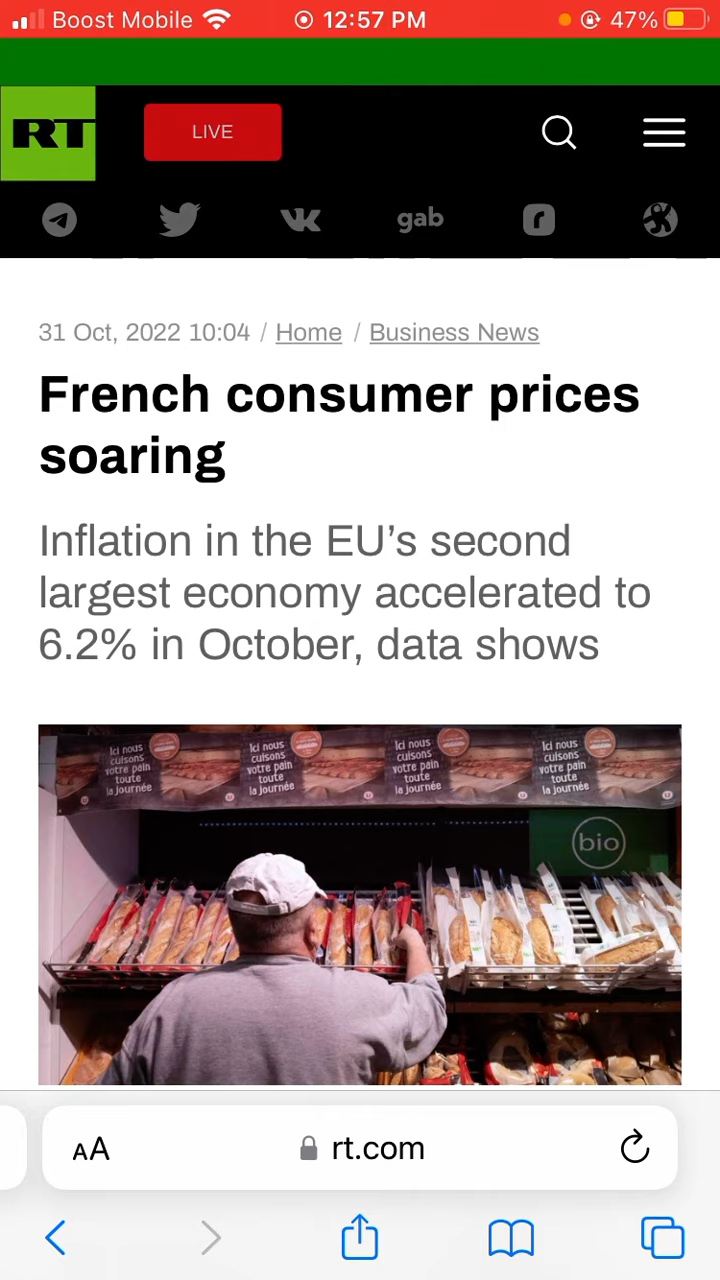 Boost Mobile 12:57 PM 47%
RT LIVE
gab
31 Oct, 2022 10:04 / Home / Business News
French consumer prices
soaring
Inflation in the EU’s second
largest economy accelerated to
6.2% in October, data shows
Ici nous
cuisons
votre pain
toute
la journée
Ici nous
cuisons
votre pain
toute
la journée
Ici nous
cuisons
votre pain
toute
la journée
Ici nous
cuisons
votre pain
toute
la journée
bio
AA rt.com